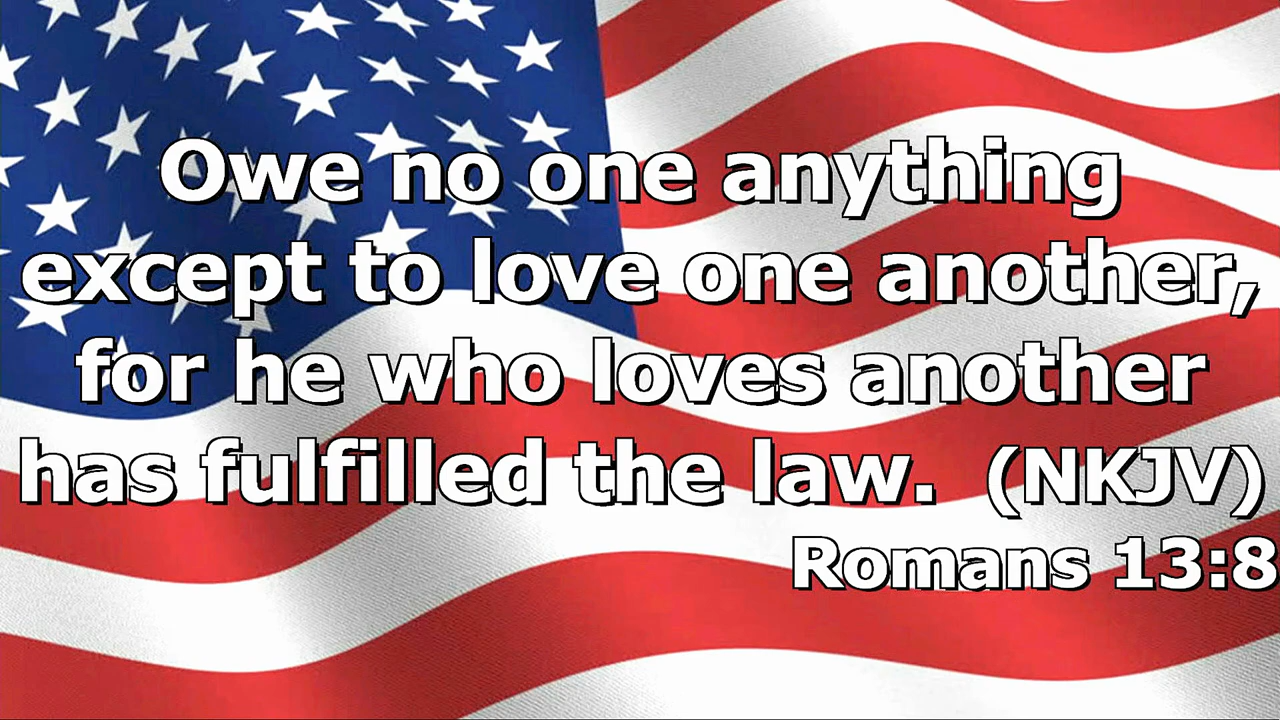 Owe no one anything
except to love one another,
for he who loves another
has fulfilled the law.  (NKJV)
Romans 13:8